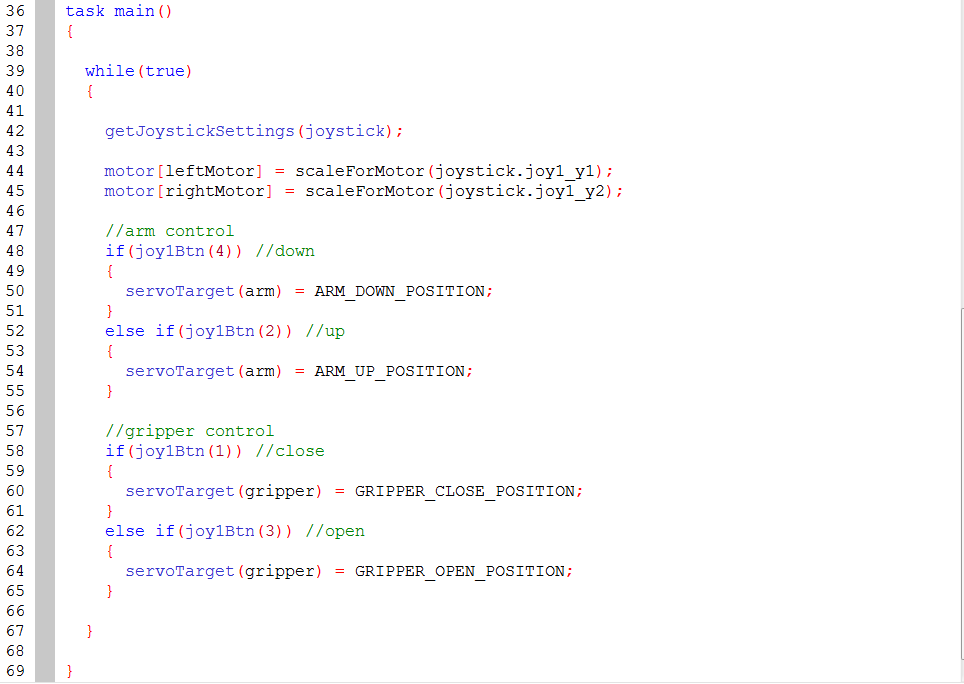 36 task main()
37 {
38
39 while(true)
40 {
41
42 getJoystickSettings(joystick);
43
44 motor[leftMotor] = scaleForMotor(joystick.joy1_y1);
45 motor[rightMotor] = scaleForMotor(joystick.joy1_y2);
46
47 //arm control
48 if(joy1Btn(4)) //down
49 {
50 servoTarget(arm) = ARM_DOWN_POSITION;
51 }
52 else if(joy1Btn(2)) //up
53 {
54 servoTarget(arm) = ARM_UP_POSITION;
55 }
56
57 //gripper control
58 if(joy1Btn(1)) //close
59 {
60 servoTarget(gripper) = GRIPPER_CLOSE_POSITION;
61 }
62 else if(joy1Btn(3)) //open
63 {
64 servoTarget(gripper) = GRIPPER_OPEN_POSITION;
65 }
66
67 }
68
69 }